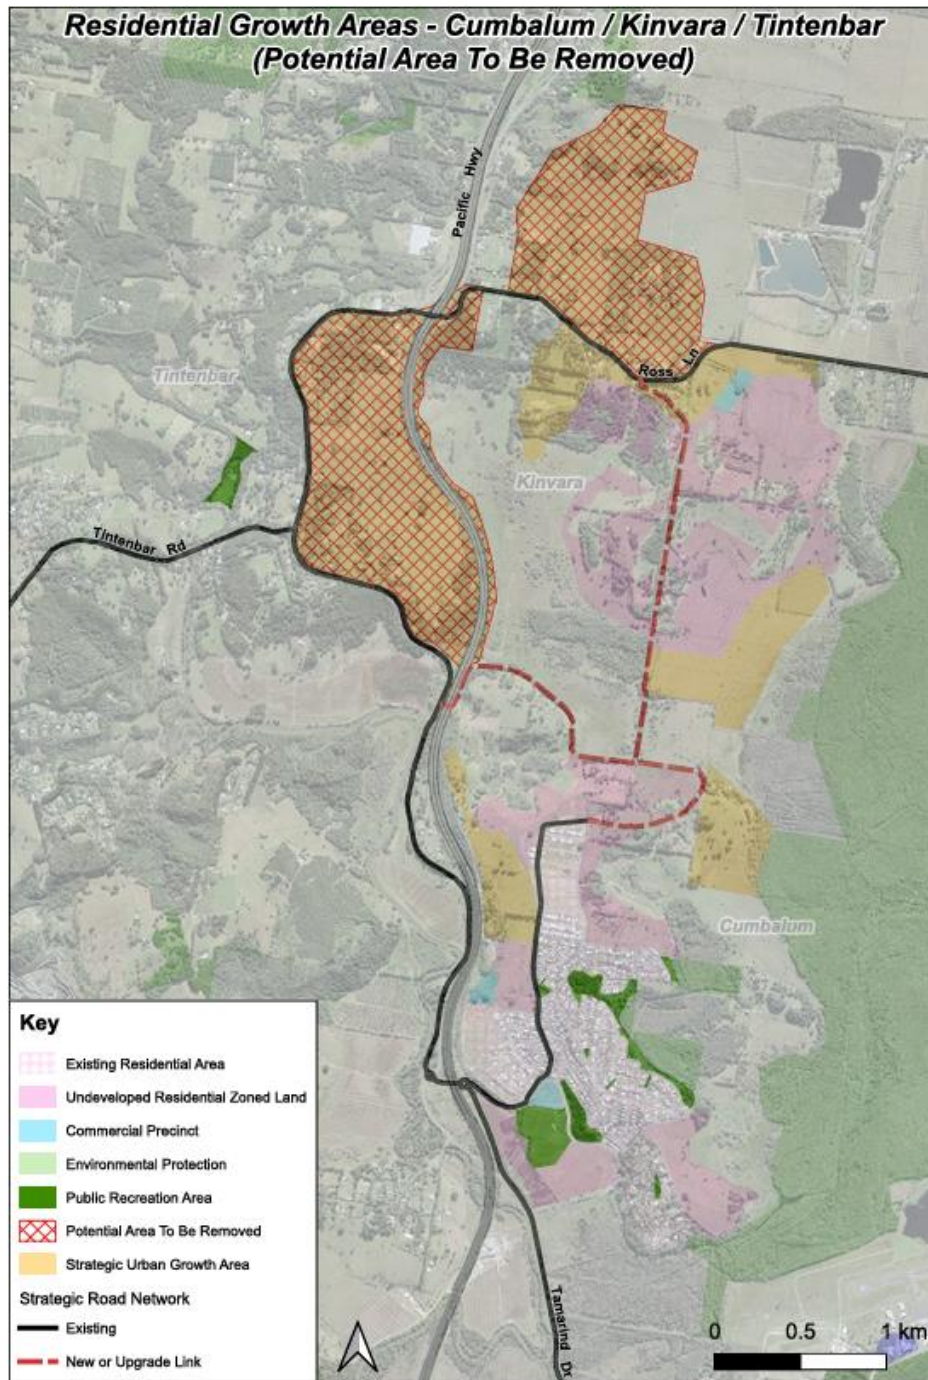 Residential Growth Areas - Cumbalum / Kinvara / Tintenbar
(Potential Area To Be Removed)
Pacific Hwy
Tintenbar
Ross Ln
Kinvara
Tintenbar Rd
Cumbalum
Key
Existing Residential Area
Undeveloped Residential Zoned Land
Commercial Precinct
Environmental Protection
Public Recreation Area
Potential Area To Be Removed
Strategic Urban Growth Area
Strategic Road Network
Existing
New or Upgrade Link
Tamarind Dr
0 0.5 1 km